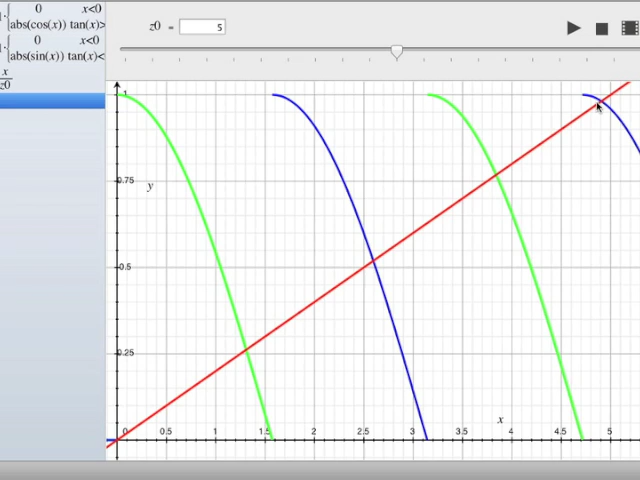 0 x<0
abs(cos(x)) tan(x)>
z0 = 5
0 x<0
abs(sin(x)) tan(x)<
x
z0
1
y
0.75
0.5
0.25
x
0 0.5 1 1.5 2 2.5 3 3.5 4 4.5 5